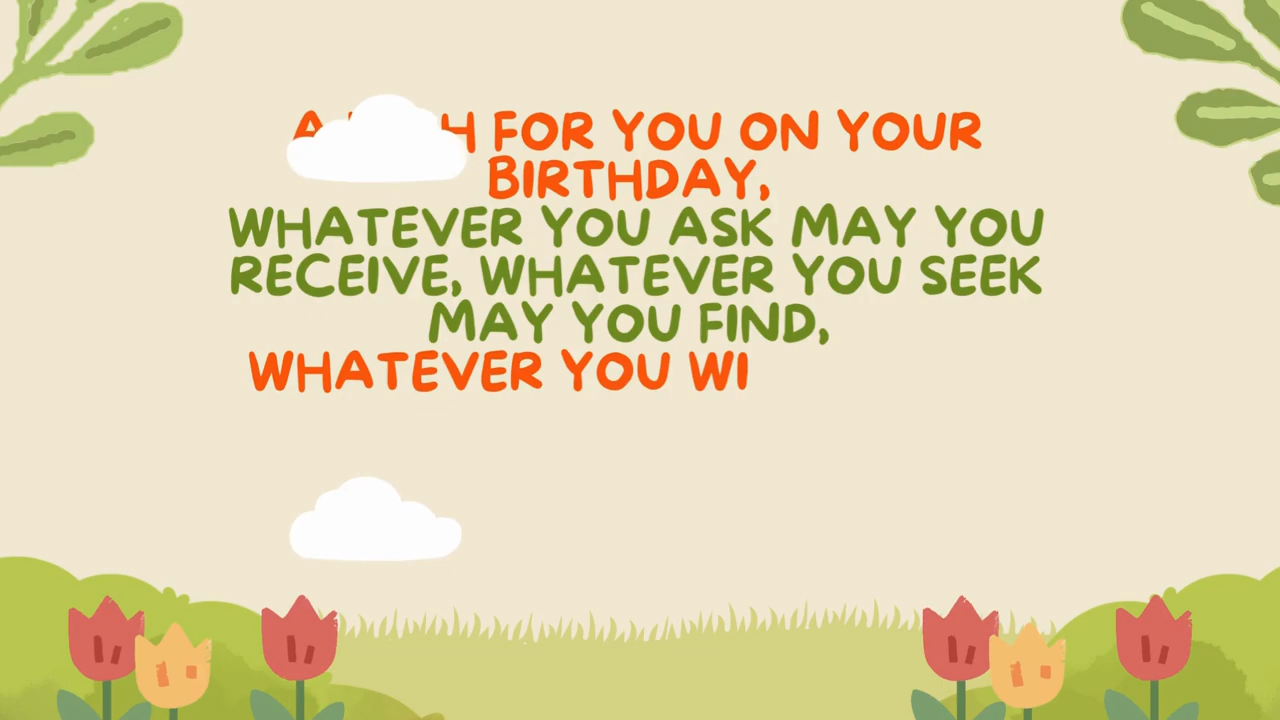 A FOR YOU ON YOUR
BIRTHDAY,
WHATEVER YOU ASK MAY YOU
RECEIVE, WHATEVER YOU SEEK
MAY YOU FIND,
WHATEVER YOU WI